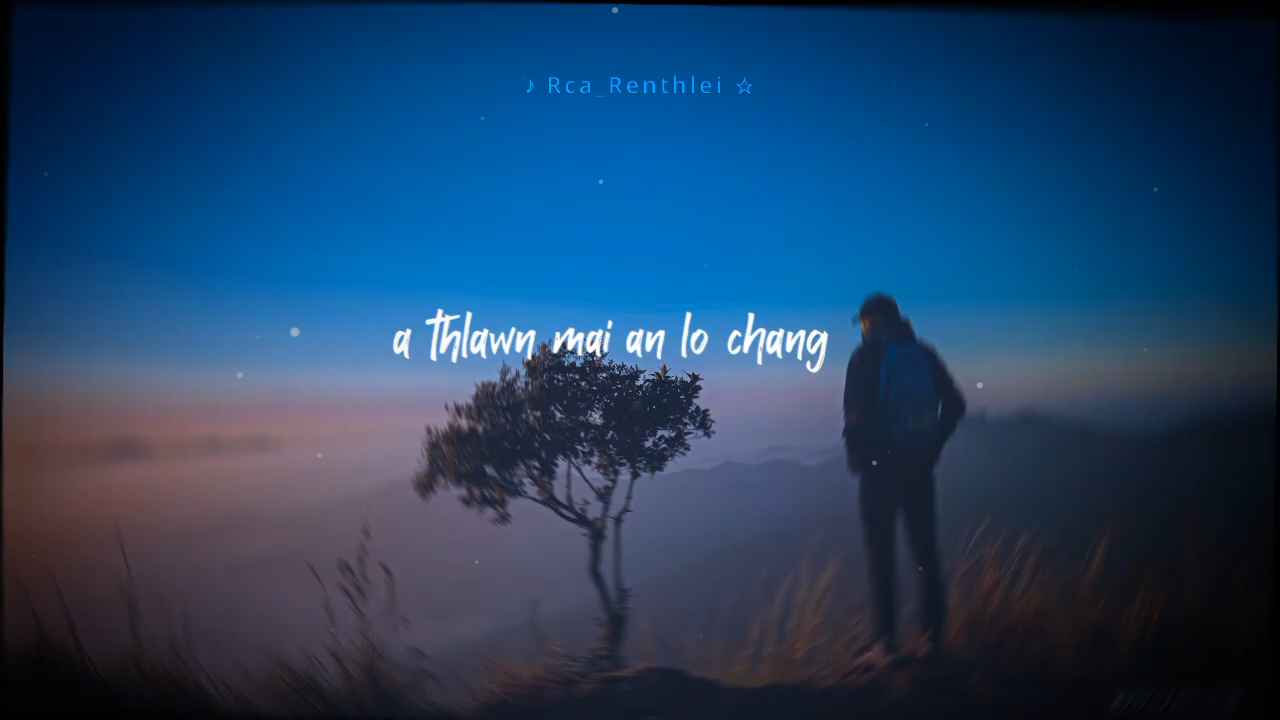 ♪ Rca_Renthlei ☆
a thlawn mai an lo chang